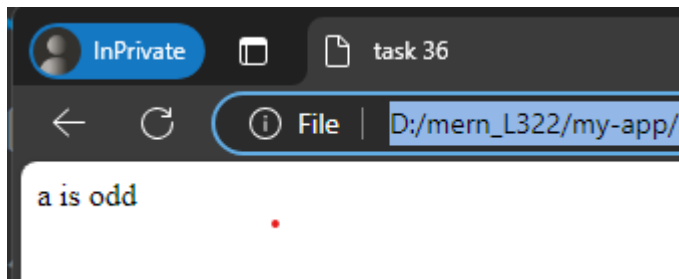 InPrivate
task 36
File
D:/mern_L322/my-app/
a is odd